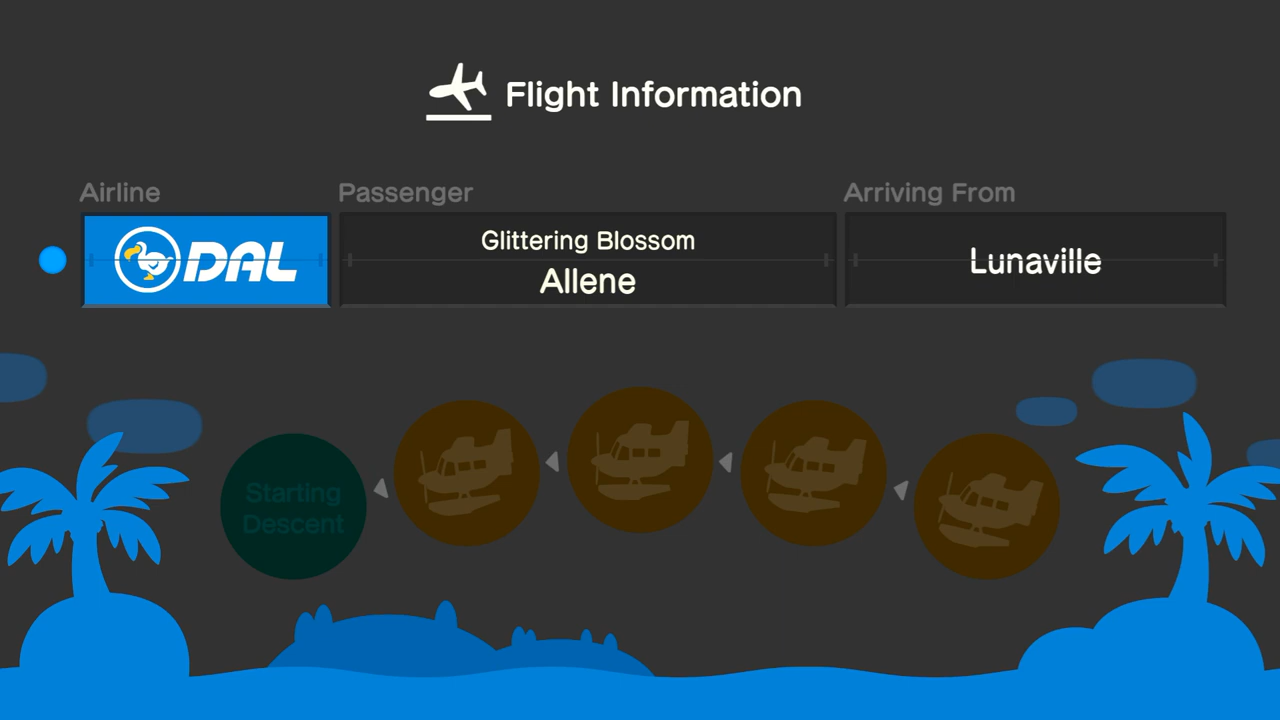 Flight Information
Airline
Passenger
Arriving From
DAL
Glittering Blossom
Allene
Lunaville
Starting
Descent